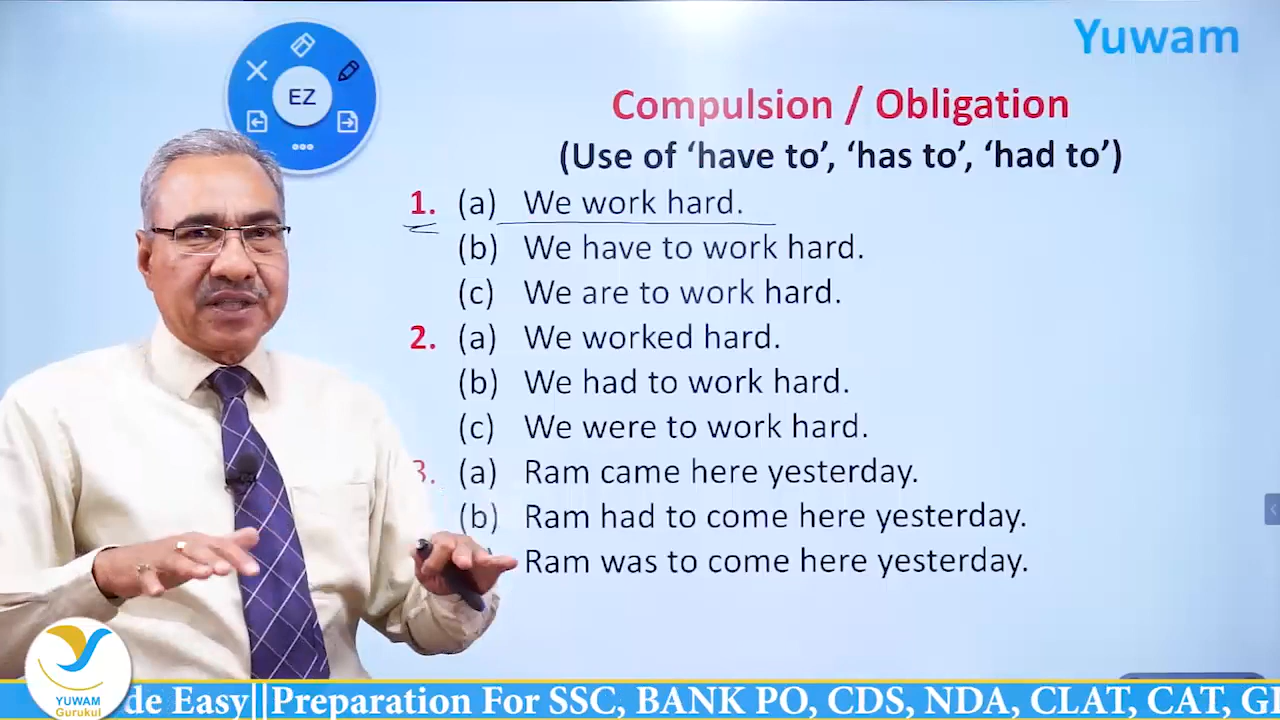 Yuwam
EZ
Compulsion / Obligation
(Use of ‘have to’, ‘has to’, ‘had to’)
1. (a) We work hard.
(b) We have to work hard.
(c) We are to work hard.
2. (a) We worked hard.
(b) We had to work hard.
(c) We were to work hard.
3. (a) Ram came here yesterday.
(b) Ram had to come here yesterday.
Ram was to come here yesterday.
YUWAM
Gurukul
de Easy||Preparation For SSC, BANK PO, CDS, NDA, CLAT, CAT,